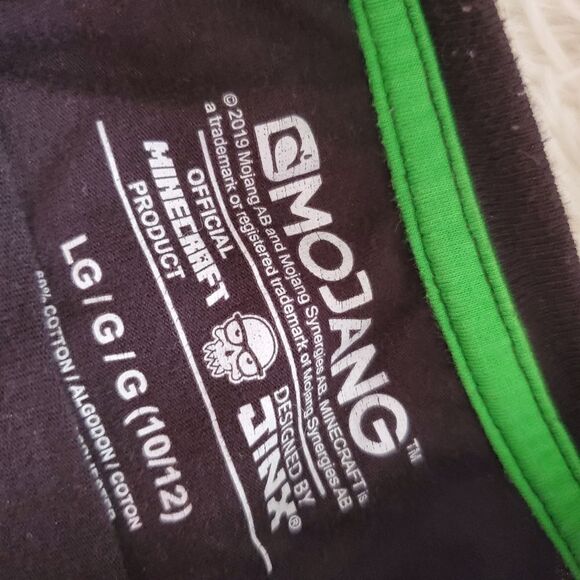 MOJANG™
© 2019 Mojang AB and Mojang Synergies AB. MINECRAFT is
a trademark or registered trademark of Mojang Synergies AB
OFFICIAL
MINECRAFT
PRODUCT
DESIGNED BY
JINX®
LG / G / G (10/12)
60% COTTON / ALGODON / COTON